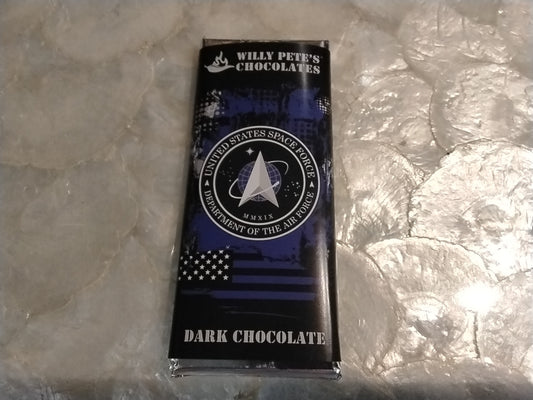 WILLY PETE'S
CHOCOLATES
UNITED STATES SPACE FORCE
MMXIX
DEPARTMENT OF THE AIR FORCE
DARK CHOCOLATE